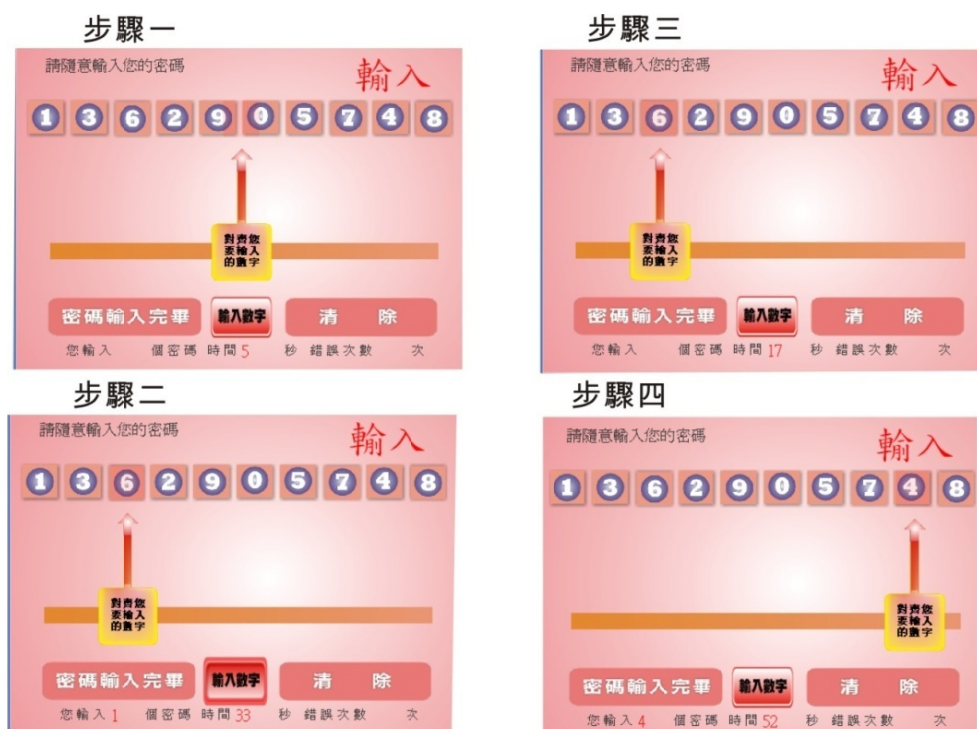 步驟一
請隨意輸入您的密碼
輸入
1 3 6 2 9 0 5 7 4 8
對齊您
要輸入
的數字
密碼輸入完畢 輸入數字 清 除
您輸入 個密碼 時間 5 秒 錯誤次數 次
步驟二
請隨意輸入您的密碼
輸入
1 3 6 2 9 0 5 7 4 8
對齊您
要輸入
的數字
密碼輸入完畢 輸入數字 清 除
您輸入 1 個密碼 時間 33 秒 錯誤次數 次
步驟三
請隨意輸入您的密碼
輸入
1 3 6 2 9 0 5 7 4 8
對齊您
要輸入
的數字
密碼輸入完畢 輸入數字 清 除
您輸入 個密碼 時間 17 秒 錯誤次數 次
步驟四
請隨意輸入您的密碼
輸入
1 3 6 2 9 0 5 7 4 8
對齊您
要輸入
的數字
密碼輸入完畢 輸入數字 清 除
您輸入 4 個密碼 時間 52 秒 錯誤次數 次